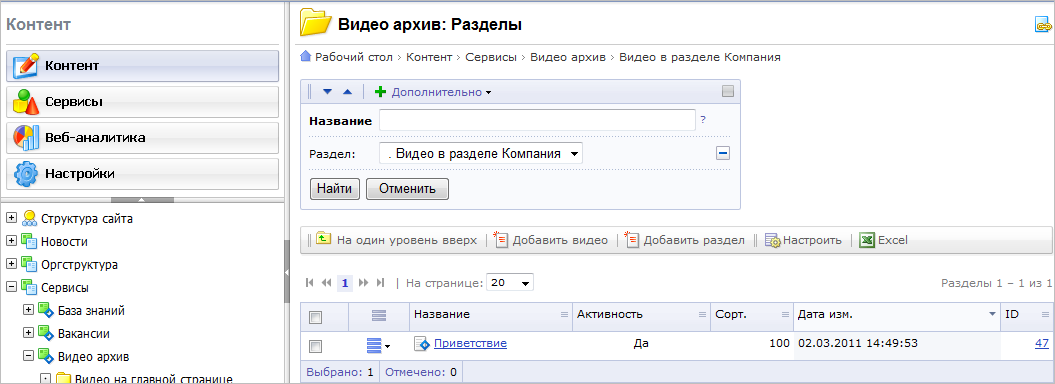 Контент
Контент
Сервисы
Веб-аналитика
Настройки
Структура сайта
Новости
Оргструктура
Сервисы
База знаний
Вакансии
Видео архив
Видео на главной странице
Видео архив: Разделы
Рабочий стол › Контент › Сервисы › Видео архив › Видео в разделе Компания
Дополнительно
Название ?
Раздел: . Видео в разделе Компания
Найти Отменить
На один уровень вверх Добавить видео Добавить раздел Настроить Excel
1 | На странице: 20 Разделы 1 – 1 из 1
Название Активность Сорт. Дата изм. ID
Приветствие Да 100 02.03.2011 14:49:53 47
Выбрано: 1 Отмечено: 0